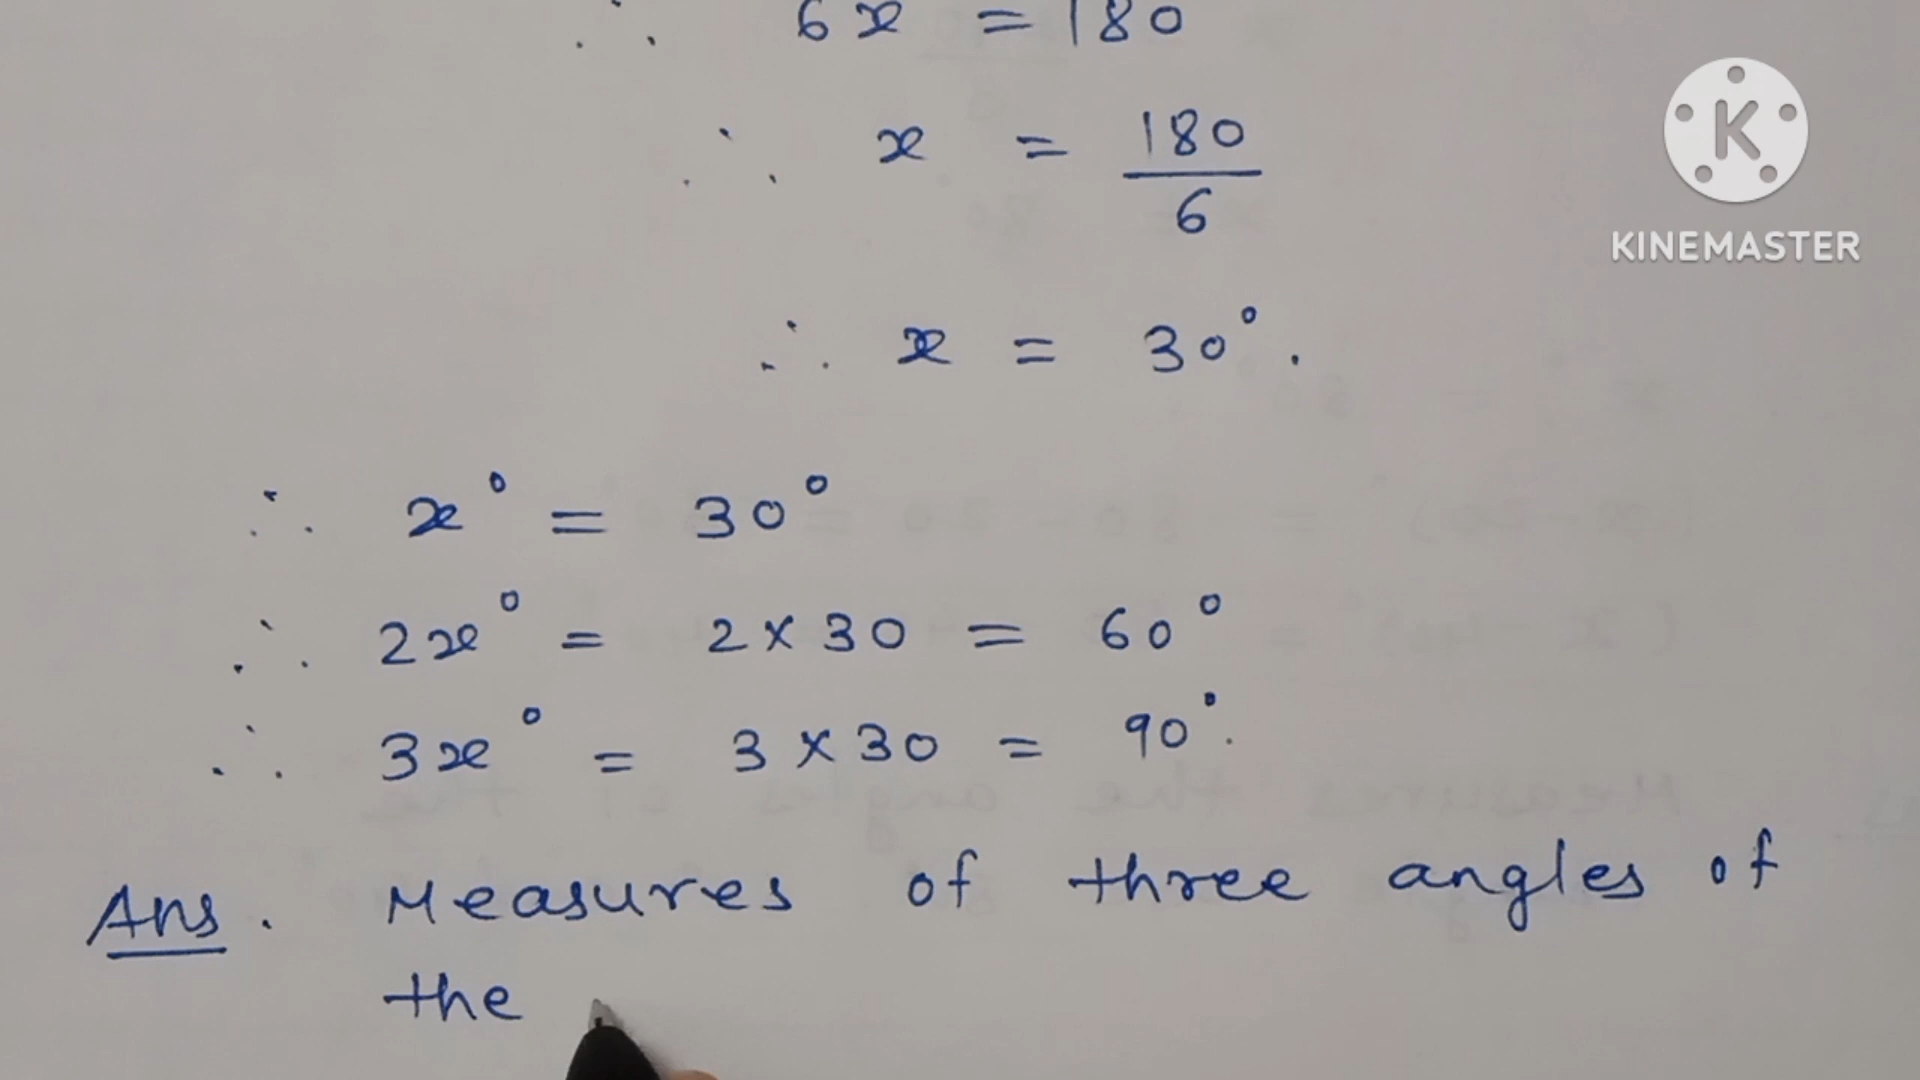 ∴ 6x = 180
∴ x = 180/6
KINEMASTER
∴ x = 30°.
∴ x° = 30°
∴ 2x° = 2 × 30 = 60°
∴ 3x° = 3 × 30 = 90°.
Ans. Measures of three angles of
the